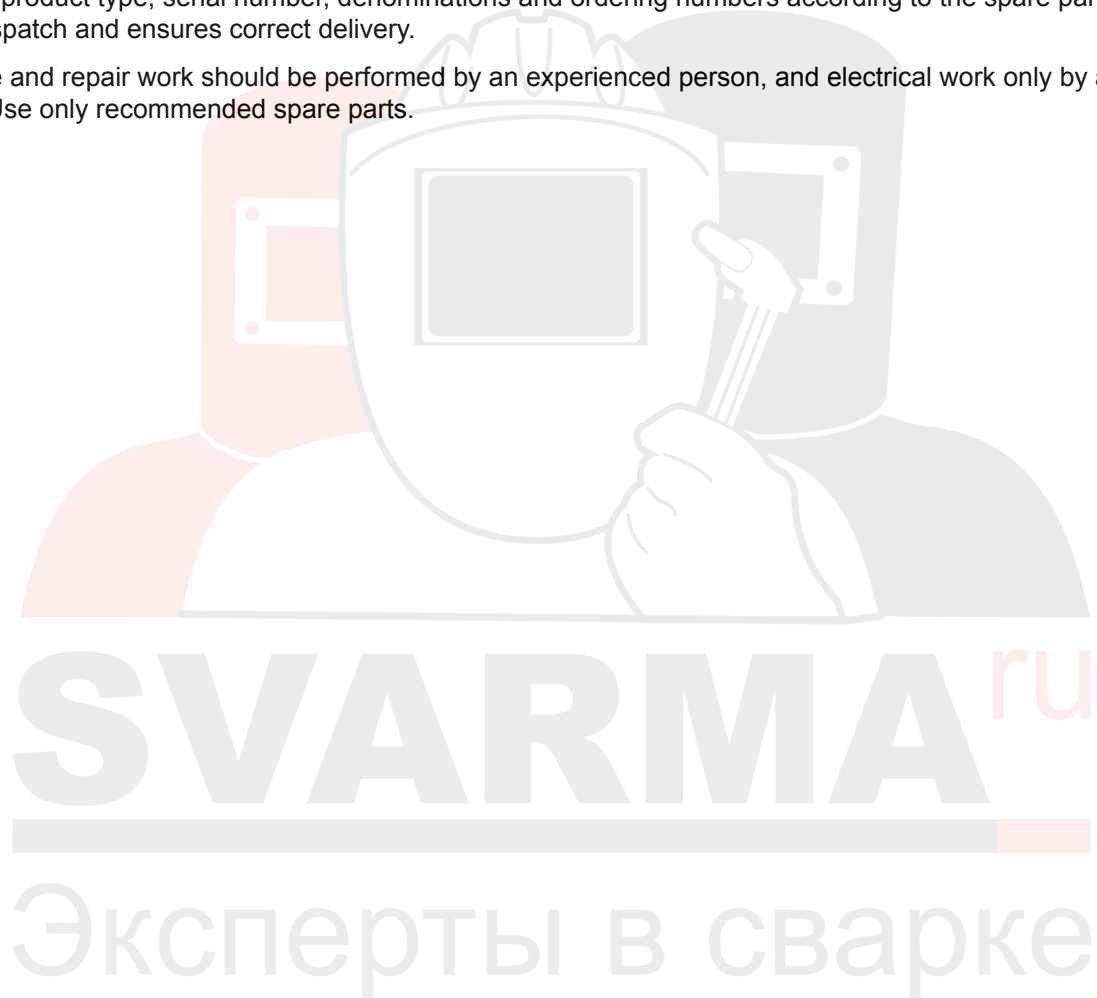 product type, serial number, denominations and ordering numbers according to the spare par
spatch and ensures correct delivery.
e and repair work should be performed by an experienced person, and electrical work only by a
Use only recommended spare parts.
SVARMA ru
Эксперты в сварке